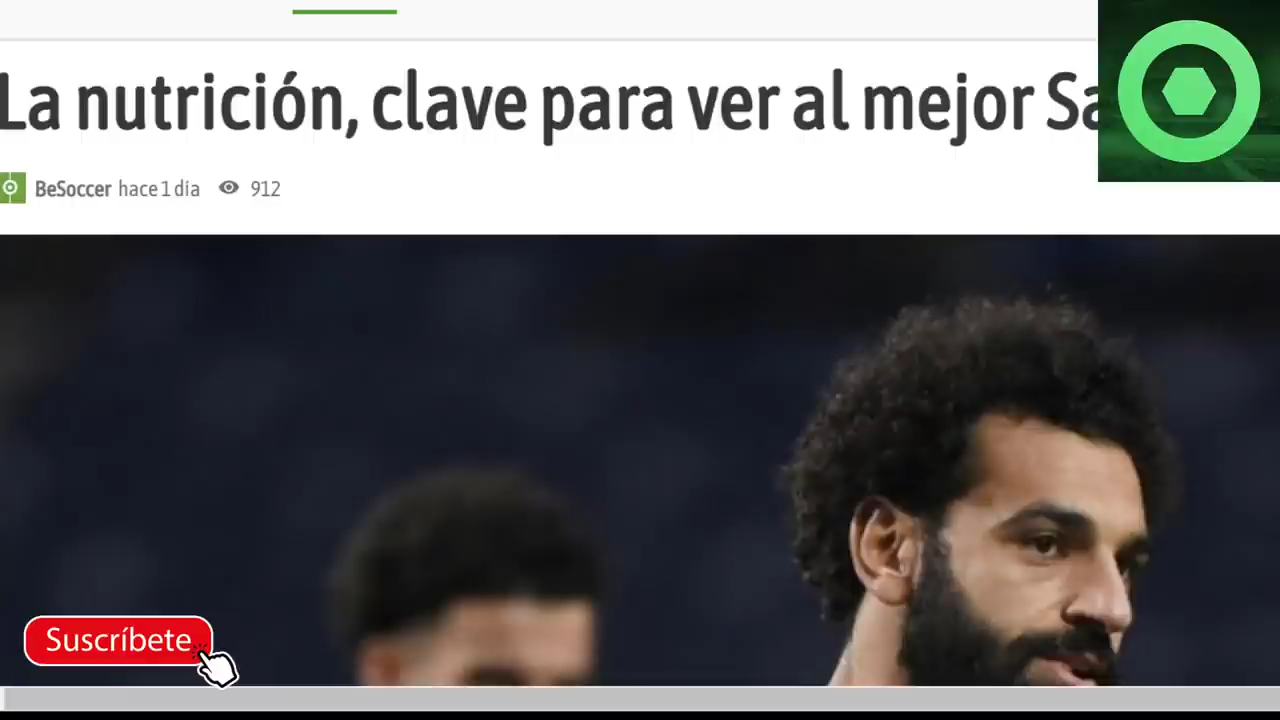 La nutrición, clave para ver al mejor Sa
BeSoccer hace 1 día 912
Suscríbete